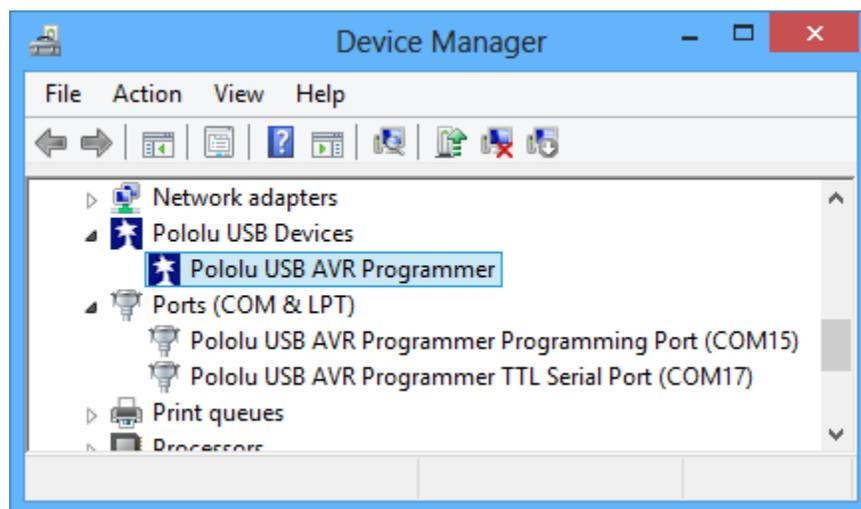 Device Manager
File Action View Help
Network adapters
Pololu USB Devices
Pololu USB AVR Programmer
Ports (COM & LPT)
Pololu USB AVR Programmer Programming Port (COM15)
Pololu USB AVR Programmer TTL Serial Port (COM17)
Print queues
Processors